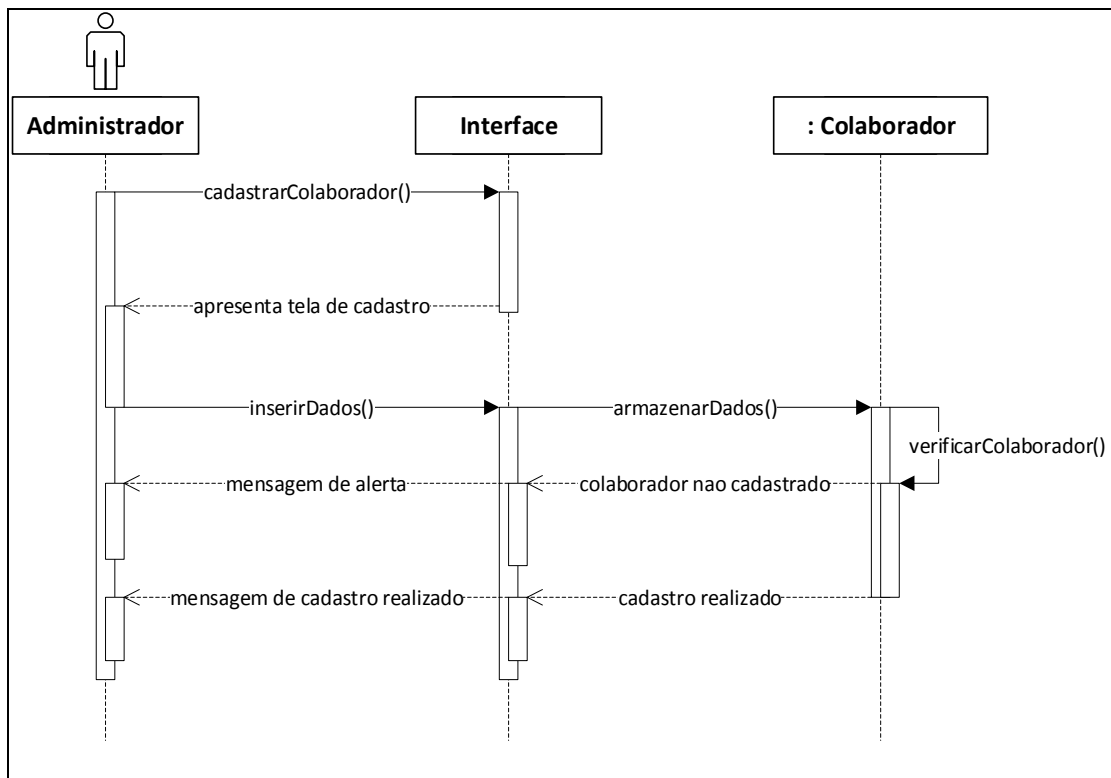 Administrador
Interface
: Colaborador
cadastrarColaborador()
apresenta tela de cadastro
inserirDados()
armazenarDados()
verificarColaborador()
mensagem de alerta
colaborador nao cadastrado
mensagem de cadastro realizado
cadastro realizado